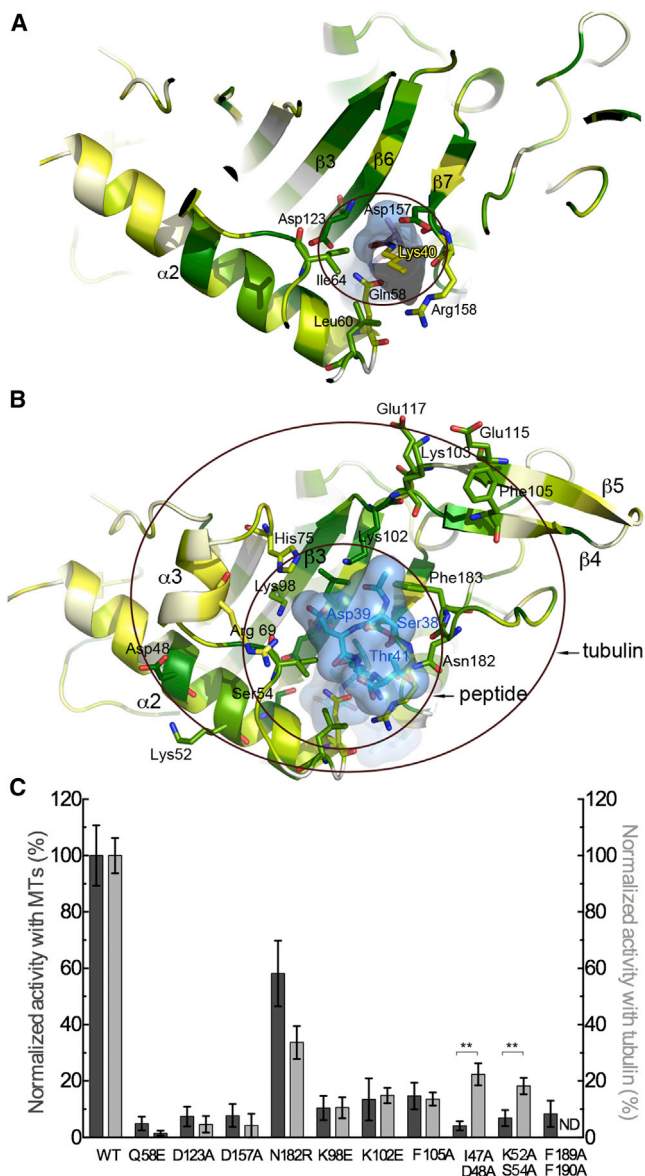 A
β3
β6
β7
Asp123
Asp157
Lys40
α2
Ile64
Gln58
Arg158
Leu60
B
Glu117
Glu115
Lys103
β5
Phe105
His75
β3
Lys102
β4
α3
Lys98
Phe183
Asp39
Ser38
Arg 69
Asp48
Thr41
tubulin
Asn182
α2
Ser54
peptide
Lys52
C
Normalized activity with MTs (%)
Normalized activity with tubulin (%)
120 120
100 100
80 80
60 60
40 40
** **
20 20
ND
0 0
WT Q58E D123A D157A N182R K98E K102E F105A I47A K52A F189A
D48A S54A F190A